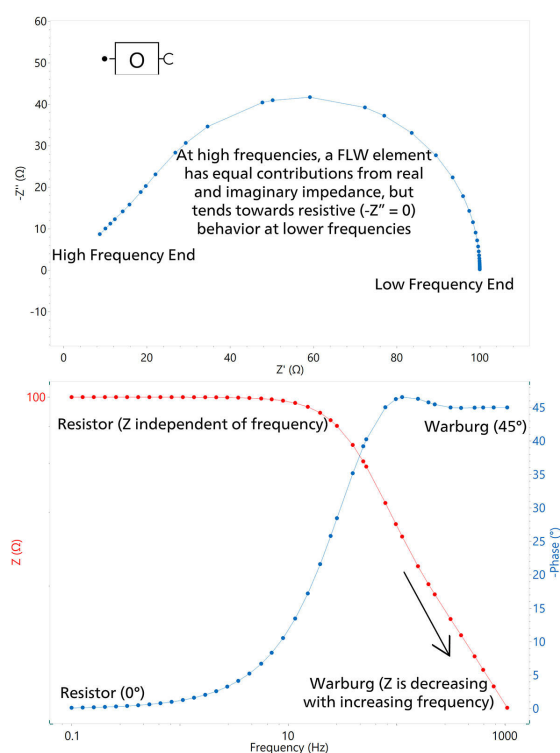 -60
50
40
30
20
10
0
-10
-Z″ (Ω)
O
At high frequencies, a FLW element
has equal contributions from real
and imaginary impedance, but
tends towards resistive (-Z″ = 0)
behavior at lower frequencies
High Frequency End
Low Frequency End
0 20 40 60 80 100
Z′ (Ω)
100
Z (Ω)
Resistor (Z independent of frequency)
Warburg (45°)
Resistor (0°)
Warburg (Z is decreasing
with increasing frequency)
45
40
35
30
25
20
15
10
5
0
-Phase (°)
0.1 10 1000
Frequency (Hz)